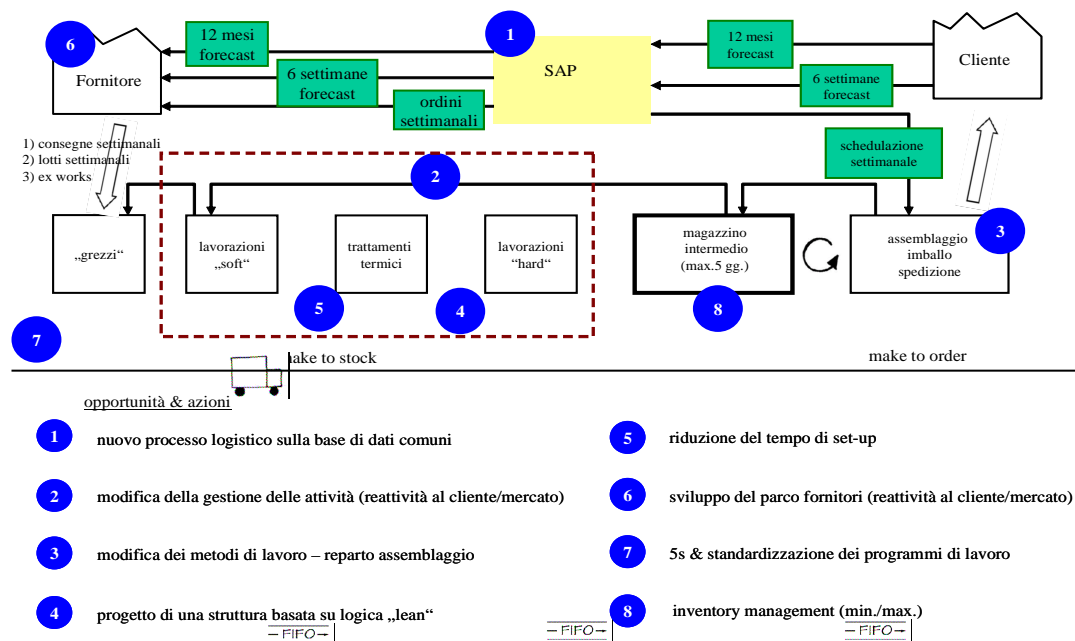 6
Fornitore
12 mesi
forecast
6 settimane
forecast
ordini
settimanali
1
SAP
12 mesi
forecast
6 settimane
forecast
Cliente
schedulazione
settimanale
1) consegne settimanali
2) lotti settimanali
3) ex works
2
„grezzi“
lavorazioni
„soft“
trattamenti
termici
lavorazioni
“hard”
magazzino
intermedio
(max.5 gg.)
assemblaggio
imballo
spedizione
3
5
4
8
7
ake to stock
make to order
opportunità & azioni
1 nuovo processo logistico sulla base di dati comuni
2 modifica della gestione delle attività (reattività al cliente/mercato)
3 modifica dei metodi di lavoro – reparto assemblaggio
4 progetto di una struttura basata su logica „lean“
5 riduzione del tempo di set-up
6 sviluppo del parco fornitori (reattività al cliente/mercato)
7 5s & standardizzazione dei programmi di lavoro
8 inventory management (min./max.)
FIFO
FIFO
FIFO